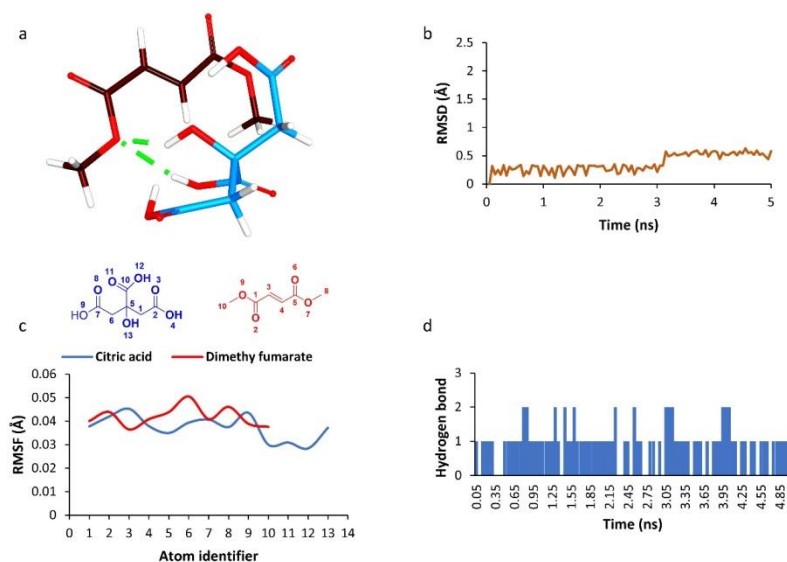 a
b
RMSD (Å)
2.5
2
1.5
1
0.5
0
0 1 2 3 4 5
Time (ns)
12
11 OH
O 10
8 O 5 3 O
9 HO 7 6 1 2 OH
OH 4
13
6
O
9 3 8
O 1 5 O
10 4 7
O
2
c
Citric acid Dimethy fumarate
RMSF (Å)
0.06
0.05
0.04
0.03
0.02
0.01
0
0 1 2 3 4 5 6 7 8 9 10 11 12 13 14
Atom identifier
d
Hydrogen bond
3
2
1
0
0.05 0.35 0.65 0.95 1.25 1.55 1.85 2.15 2.45 2.75 3.05 3.35 3.65 3.95 4.25 4.55 4.85
Time (ns)